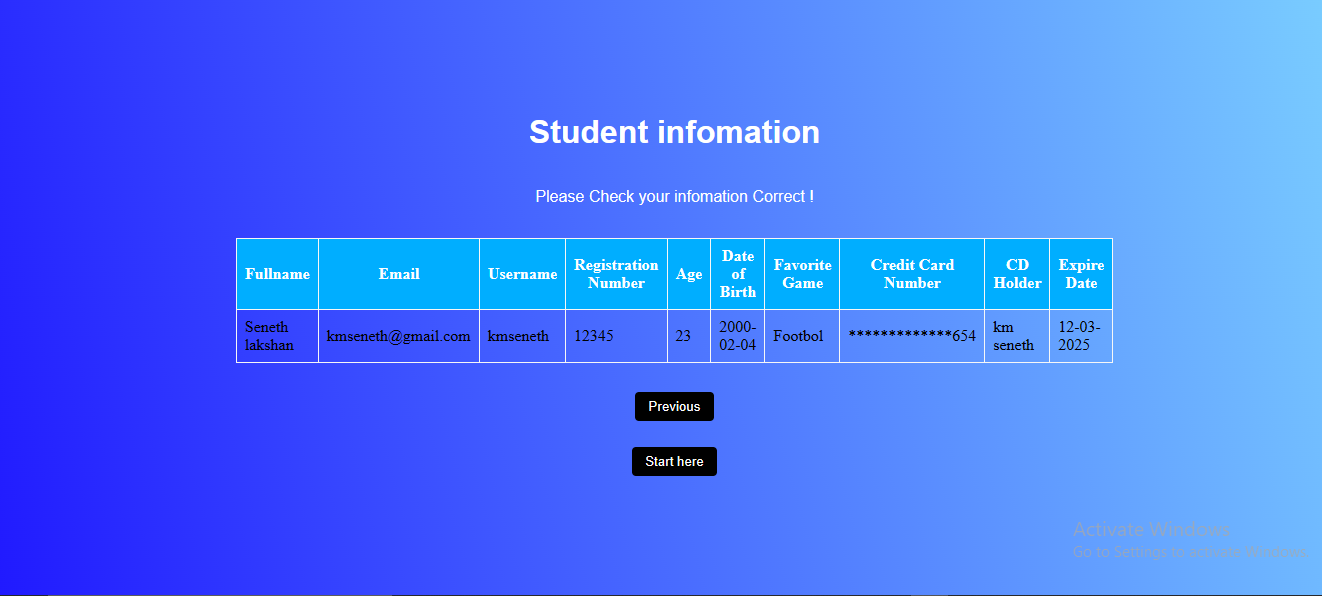 Student infomation
Please Check your infomation Correct !
Fullname Email Username Registration Number Age Date of Birth Favorite Game Credit Card Number CD Holder Expire Date
Seneth lakshan kmseneth@gmail.com kmseneth 12345 23 2000-02-04 Footbol *************654 km seneth 12-03-2025
Previous
Start here
Activate Windows
Go to Settings to activate Windows.